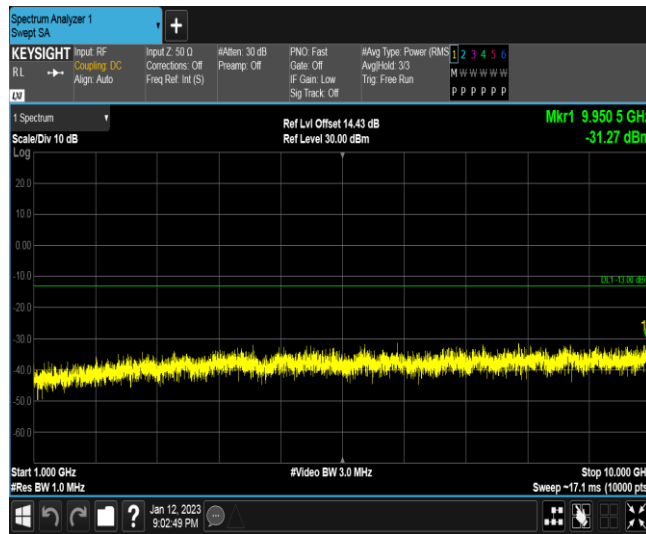 Spectrum Analyzer 1
Swept SA
KEYSIGHT
RL
LXI
Input: RF
Coupling: DC
Align: Auto
Input Z: 50 Ω
Corrections: Off
Freq Ref: Int (S)
#Atten: 30 dB
Preamp: Off
PNO: Fast
Gate: Off
IF Gain: Low
Sig Track: Off
#Avg Type: Power (RMS
Avg|Hold: 3/3
Trig: Free Run
1 2 3 4 5 6
M W W W W W
P P P P P P
1 Spectrum
Scale/Div 10 dB
Log
Ref Lvl Offset 14.43 dB
Ref Level 30.00 dBm
Mkr1 9.950 5 GHz
-31.27 dBm
20.0
10.0
0.00
-10.0
DL1 -13.00 dBm
-20.0
-30.0
1
-40.0
-50.0
-60.0
Start 1.000 GHz
#Res BW 1.0 MHz
#Video BW 3.0 MHz
Stop 10.000 GHz
Sweep ~17.1 ms (10000 pts)
?
Jan 12, 2023
9:02:49 PM